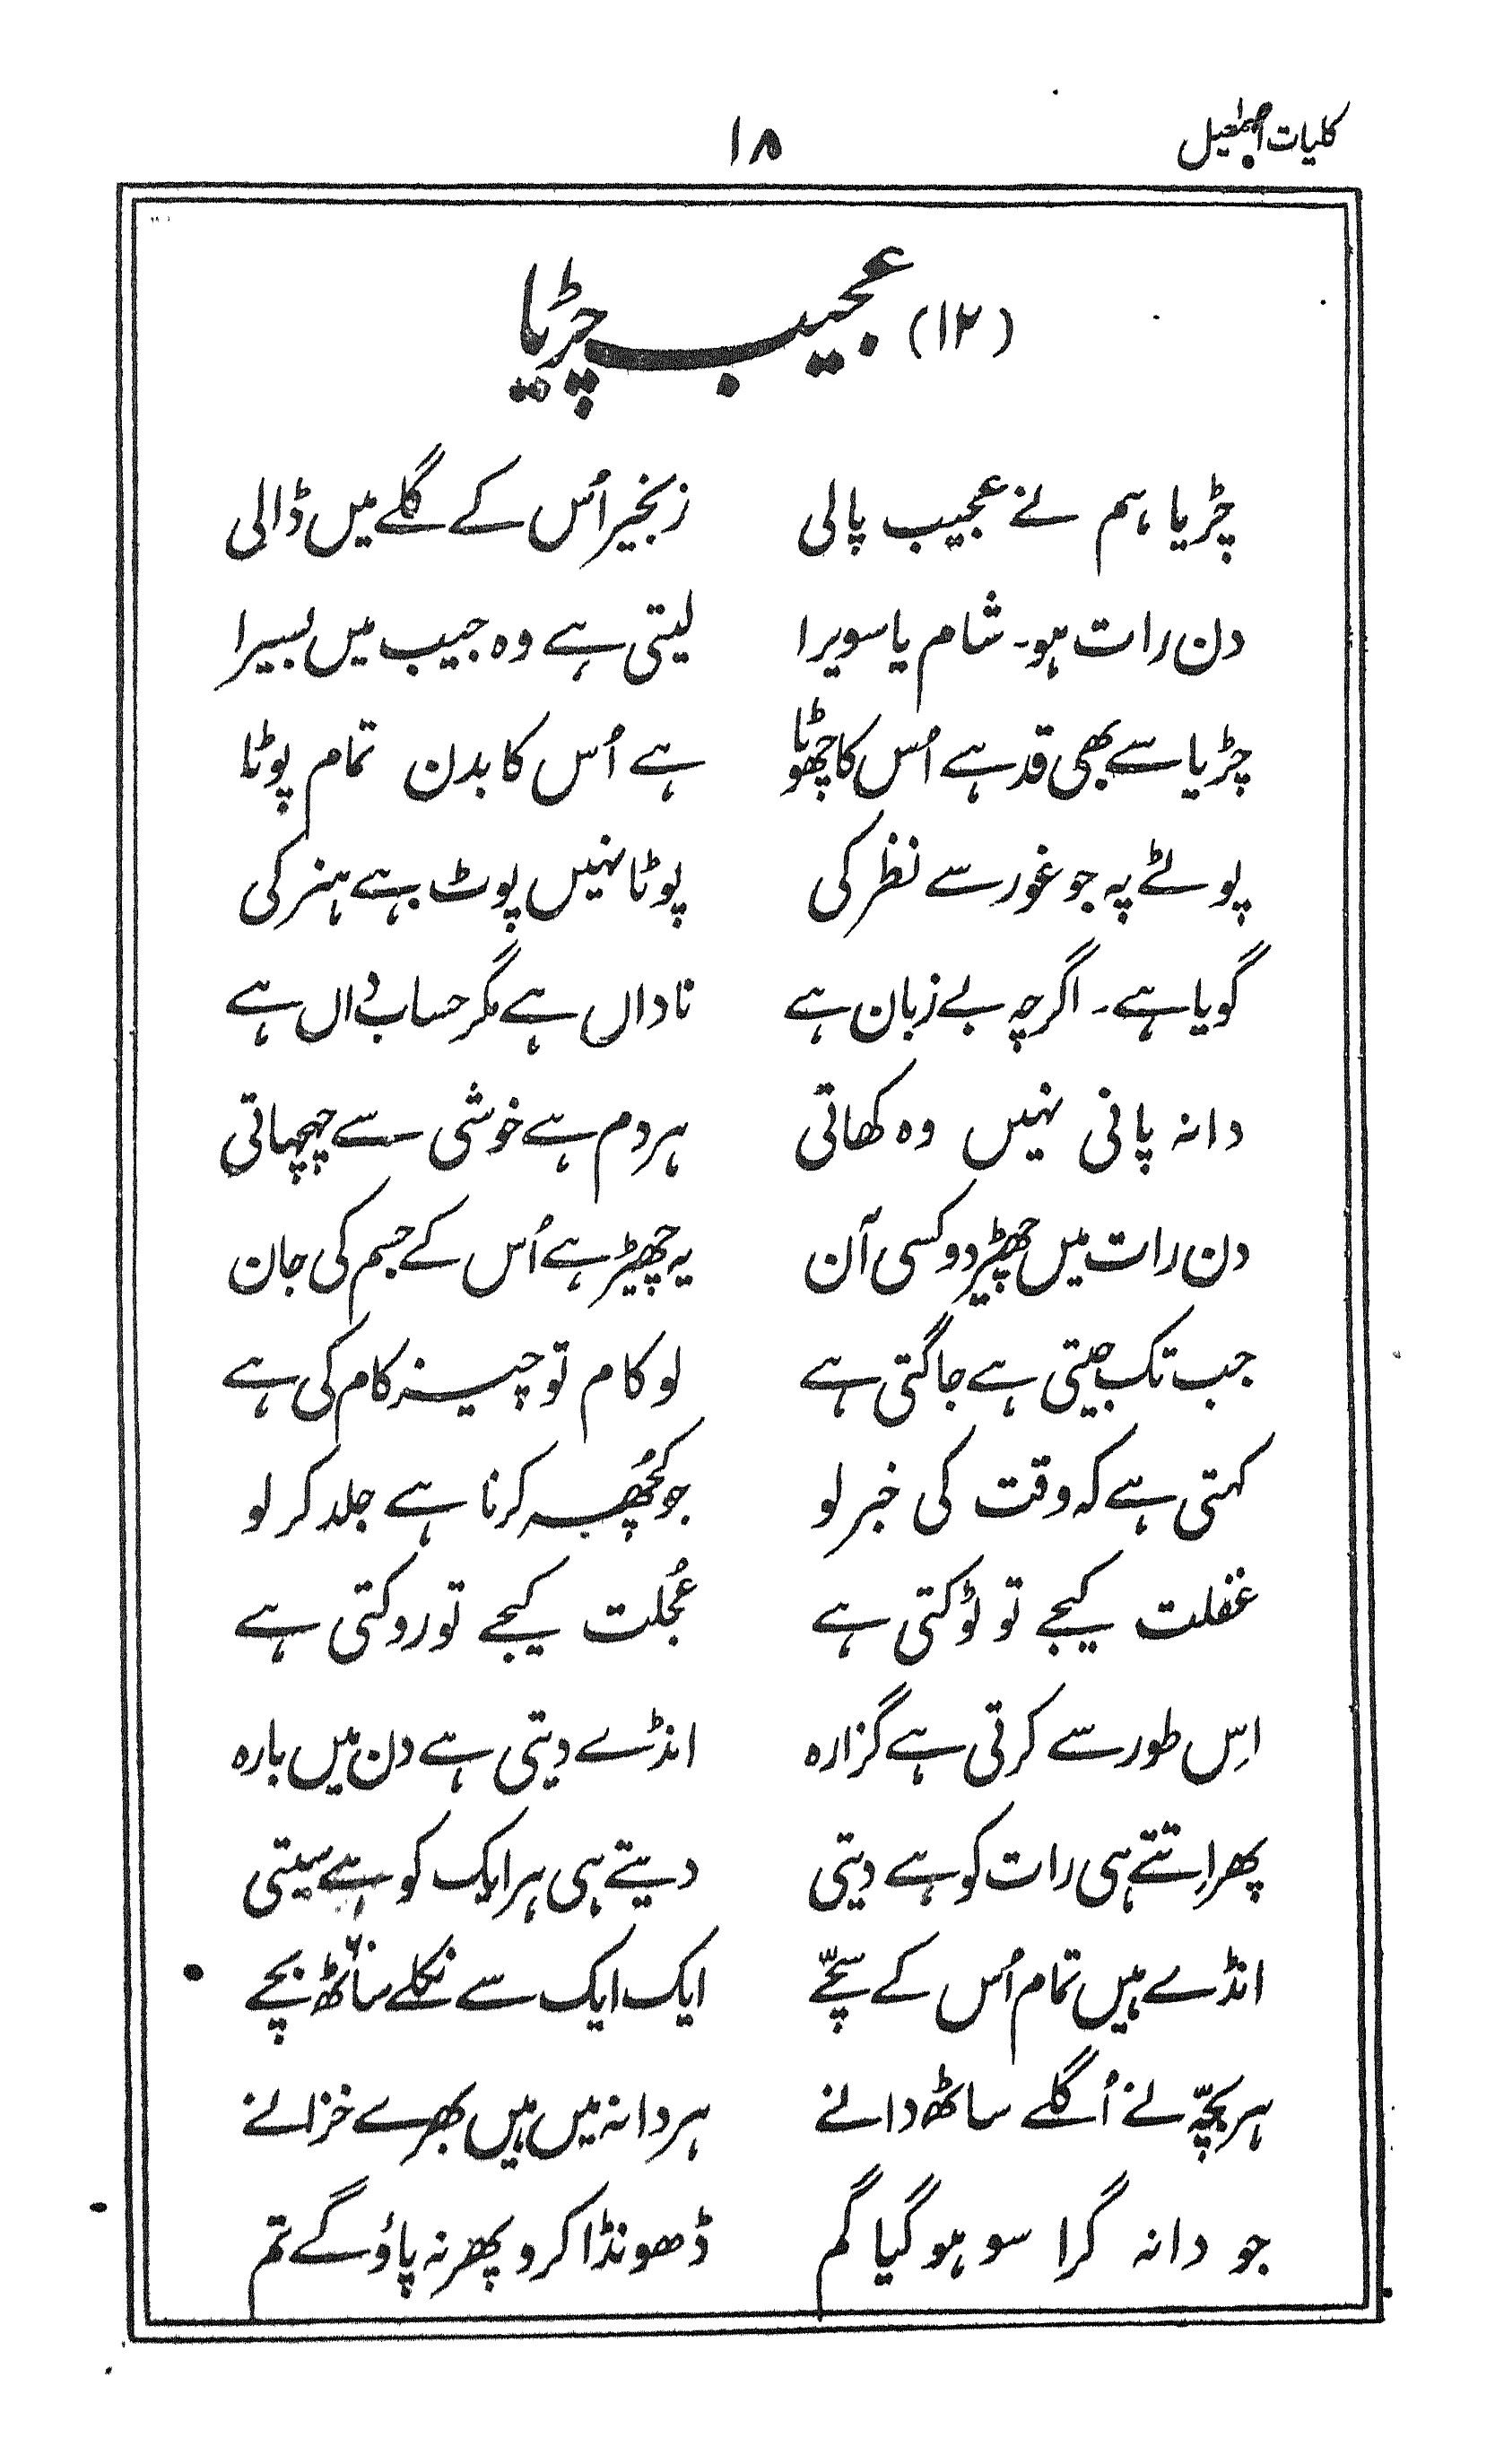 کلیات اسمٰعیل
۱۸
(۱۲) عجیب چڑیا
چڑیا ہم نے عجیب پالی زنجیر اُس کے گلے میں ڈالی
دن رات ہو۔ شام یا سویرا لیتی ہے وہ جیب میں بسیرا
چڑیا سے بھی قد ہے اُس کا چھوٹا ہے اُس کا بدن تمام پوٹا
پوٹے پہ جو غور سے نظر کی پوٹا نہیں پوٹ ہے ہنر کی
گویا ہے۔ اگرچہ بے زبان ہے ناداں ہے مگر حساب داں ہے
دانہ پانی نہیں وہ کھاتی ہر دم ہے خوشی سے چہچہاتی
دن رات میں چھیڑ دو کسی آن یہ چھیڑ ہے اُس کے جسم کی جان
جب تک جیتی ہے جاگتی ہے لو کام تو چیز کام کی ہے
کہتی ہے کہ وقت کی خبر لو جو کُچھ کرنا ہے جلد کر لو
غفلت کیجے تو ٹوکتی ہے عُجلت کیجے تو روکتی ہے
اِس طور سے کرتی ہے گزارہ انڈے دیتی ہے دن میں بارہ
پھر اِتنے ہی رات کو ہے دیتی دیتے ہی ہر ایک کو ہے سیتی
انڈے ہیں تمام اُس کے سچّے ایک ایک سے نکلے ساٹھ بچے
۶۰
ہر بچّہ نے اُگلے ساٹھ دانے ہر دانہ میں ہیں بھرے خزانے
جو دانہ گرا سو ہو گیا گم ڈھونڈا کرو پھر نہ پاؤ گے تم